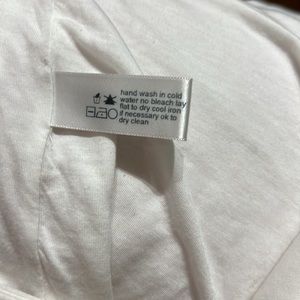 hand wash in cold
water no bleach lay
flat to dry cool iron
if necessary ok to
dry clean